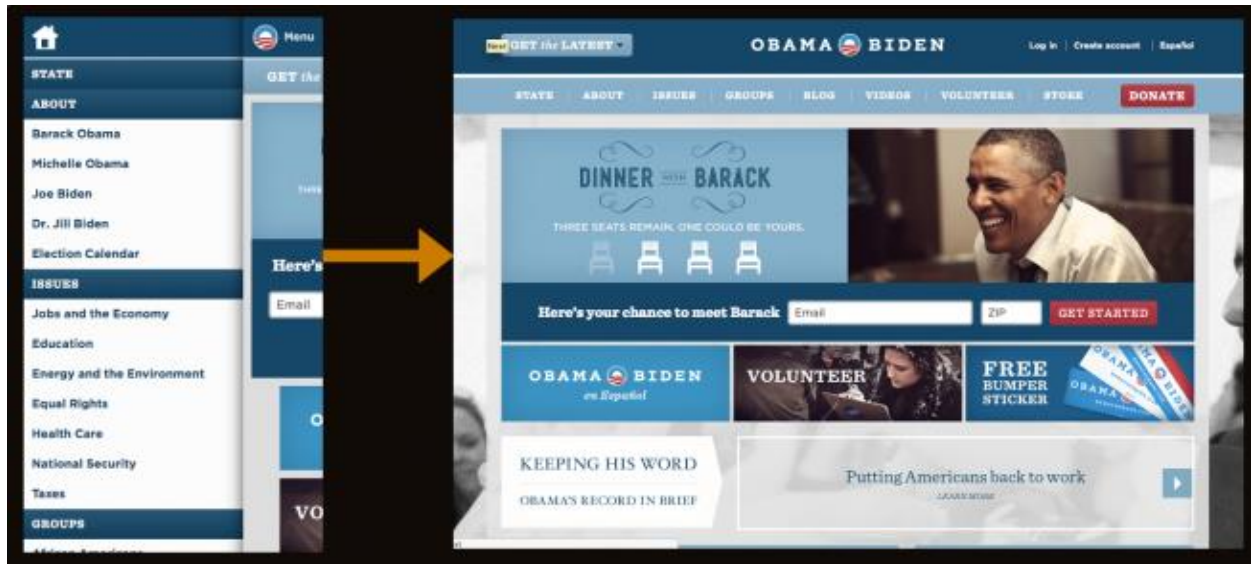 Menu
STATE
GET the
ABOUT
Barack Obama
Michelle Obama
Joe Biden
Dr. Jill Biden
Election Calendar
Here's
ISSUES
Email
Jobs and the Economy
Education
Energy and the Environment
Equal Rights
O
Health Care
National Security
Taxes
VO
GROUPS
African Americans
New! GET the LATEST
OBAMA BIDEN
Log in | Create account | Español
STATE ABOUT ISSUES GROUPS BLOG VIDEOS VOLUNTEER STORE DONATE
DINNER WITH BARACK
THREE SEATS REMAIN. ONE COULD BE YOURS.
Here's your chance to meet Barack Email ZIP GET STARTED
OBAMA BIDEN
en Español
VOLUNTEER
FREE
BUMPER
STICKER
KEEPING HIS WORD
OBAMA'S RECORD IN BRIEF
Putting Americans back to work
LEARN MORE